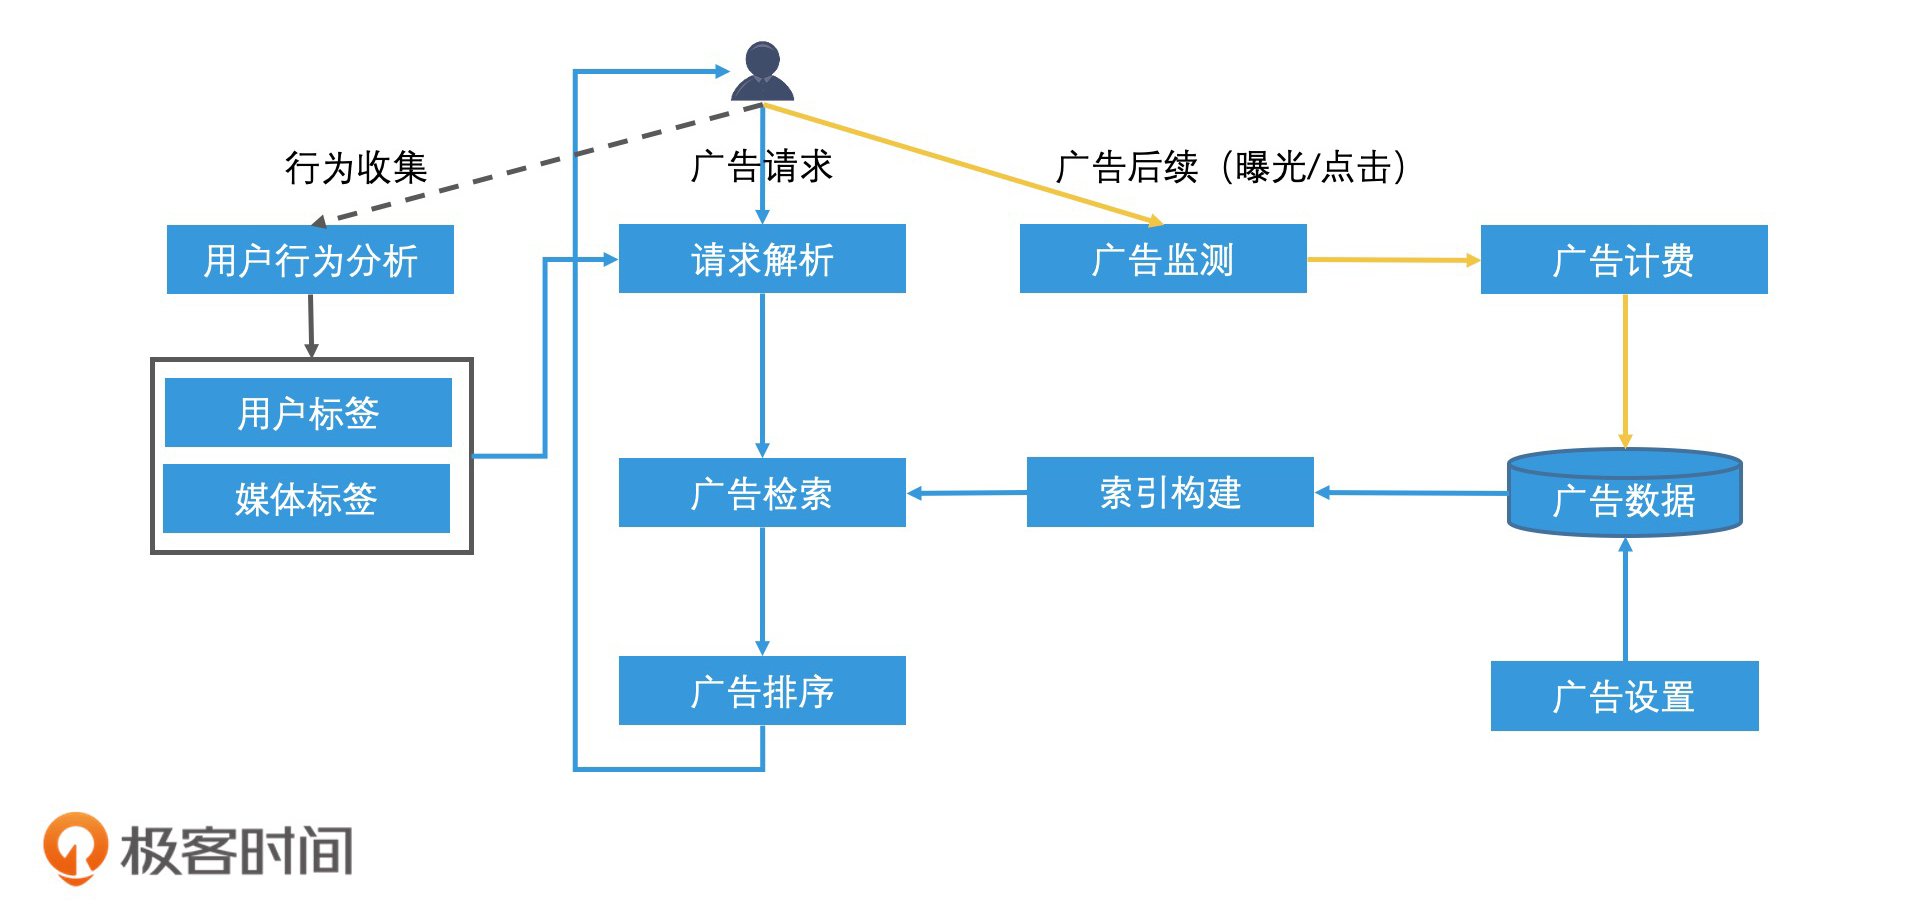 行为收集
广告请求
广告后续（曝光/点击）
用户行为分析
请求解析
广告监测
广告计费
用户标签
媒体标签
广告检索
索引构建
广告数据
广告排序
广告设置
极客时间